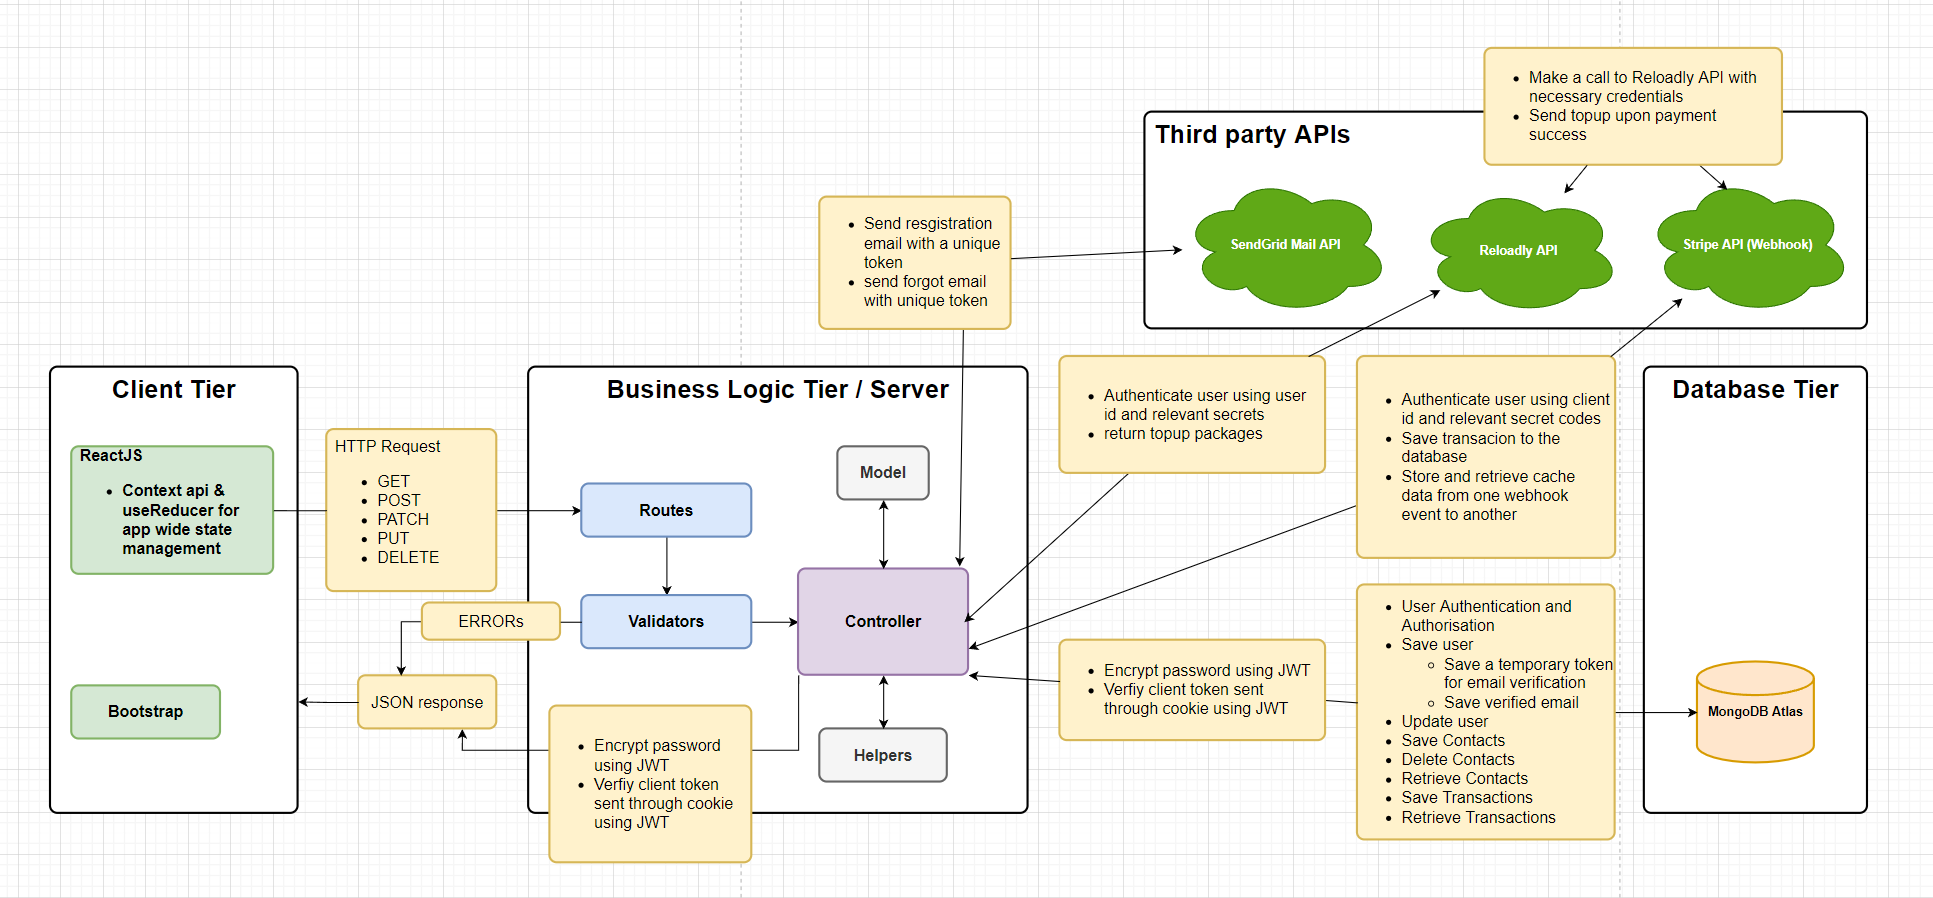 Make a call to Reloadly API with
necessary credentials
Send topup upon payment
success
Third party APIs
SendGrid Mail API
Reloadly API
Stripe API (Webhook)
Send resgistration
email with a unique
token
send forgot email
with unique token
Client Tier
ReactJS
Context api &
useReducer for
app wide state
management
Bootstrap
HTTP Request
GET
POST
PATCH
PUT
DELETE
ERRORs
JSON response
Business Logic Tier / Server
Routes
Validators
Model
Controller
Helpers
Encrypt password
using JWT
Verfiy client token
sent through cookie
using JWT
Authenticate user using user
id and relevant secrets
return topup packages
Authenticate user using client
id and relevant secret codes
Save transacion to the
database
Store and retrieve cache
data from one webhook
event to another
Encrypt password using JWT
Verfiy client token sent
through cookie using JWT
User Authentication and
Authorisation
Save user
Save a temporary token
for email verification
Save verified email
Update user
Save Contacts
Delete Contacts
Retrieve Contacts
Save Transactions
Retrieve Transactions
Database Tier
MongoDB Atlas